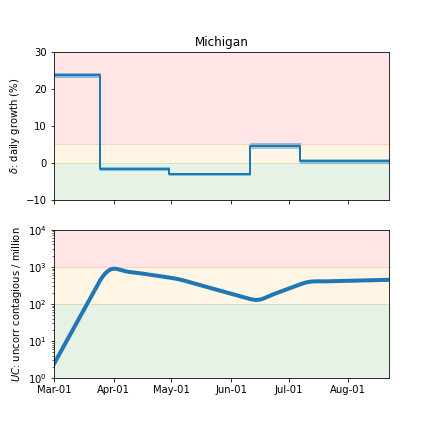 Michigan
δ: daily growth (%)
30
20
10
0
−10
UC: uncorr contagious / million
10⁴
10³
10²
10¹
10⁰
Mar-01 Apr-01 May-01 Jun-01 Jul-01 Aug-01